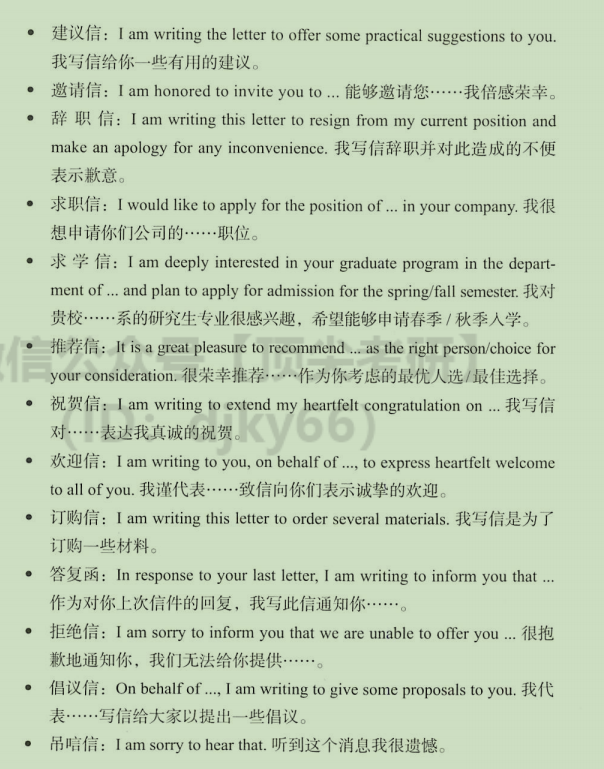 • 建议信：I am writing the letter to offer some practical suggestions to you.
我写信给你一些有用的建议。
• 邀请信：I am honored to invite you to ... 能够邀请您……我倍感荣幸。
• 辞职信：I am writing this letter to resign from my current position and
make an apology for any inconvenience. 我写信辞职并对此造成的不便
表示歉意。
• 求职信：I would like to apply for the position of ... in your company. 我很
想申请你们公司的……职位。
• 求学信：I am deeply interested in your graduate program in the depart-
ment of ... and plan to apply for admission for the spring/fall semester. 我对
贵校……系的研究生专业很感兴趣，希望能够申请春季 / 秋季入学。
• 推荐信：It is a great pleasure to recommend ... as the right person/choice for
your consideration. 很荣幸推荐……作为你考虑的最优人选 /最佳选择。
• 祝贺信：I am writing to extend my heartfelt congratulation on ... 我写信
对……表达我真诚的祝贺。
• 欢迎信：I am writing to you, on behalf of ..., to express heartfelt welcome
to all of you. 我谨代表……致信向你们表示诚挚的欢迎。
• 订购信：I am writing this letter to order several materials. 我写信是为了
订购一些材料。
• 答复函：In response to your last letter, I am writing to inform you that ...
作为对你上次信件的回复，我写此信通知你……。
• 拒绝信：I am sorry to inform you that we are unable to offer you ... 很抱
歉地通知你，我们无法给你提供……。
• 倡议信：On behalf of ..., I am writing to give some proposals to you. 我代
表……写信给大家以提出一些倡议。
• 吊唁信：I am sorry to hear that. 听到这个消息我很遗憾。